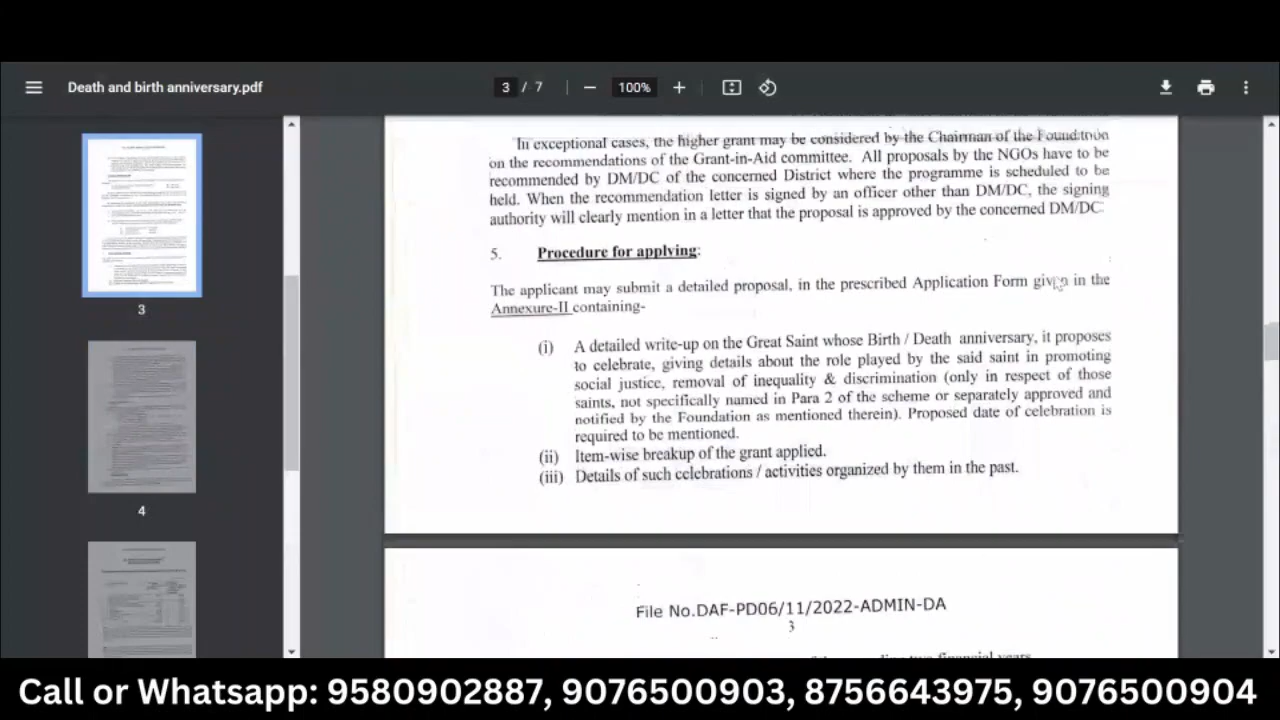 Death and birth anniversary.pdf
3 / 7
100%
3
4
In exceptional cases, the higher grant may be considered by the Chairman of the
on the recommendations of the Grant-in-Aid committee. All proposals by the NGOs have to be
recommended by DM/DC of the concerned District where the programme is scheduled to be
held. When the recommendation letter is signed by an officer other than DM/DC, the signing
authority will clearly mention in a letter that the proposal is approved by the concerned DM/DC.
5. Procedure for applying:
The applicant may submit a detailed proposal, in the prescribed Application Form given in the
Annexure-II containing-
(i) A detailed write-up on the Great Saint whose Birth / Death anniversary, it proposes
to celebrate, giving details about the role played by the said saint in promoting
social justice, removal of inequality & discrimination (only in respect of those
saints, not specifically named in Para 2 of the scheme or separately approved and
notified by the Foundation as mentioned therein). Proposed date of celebration is
required to be mentioned.
(ii) Item-wise breakup of the grant applied.
(iii) Details of such celebrations / activities organized by them in the past.
File No.DAF-PD06/11/2022-ADMIN-DA
3
financial years
Call or Whatsapp: 9580902887, 9076500903, 8756643975, 9076500904